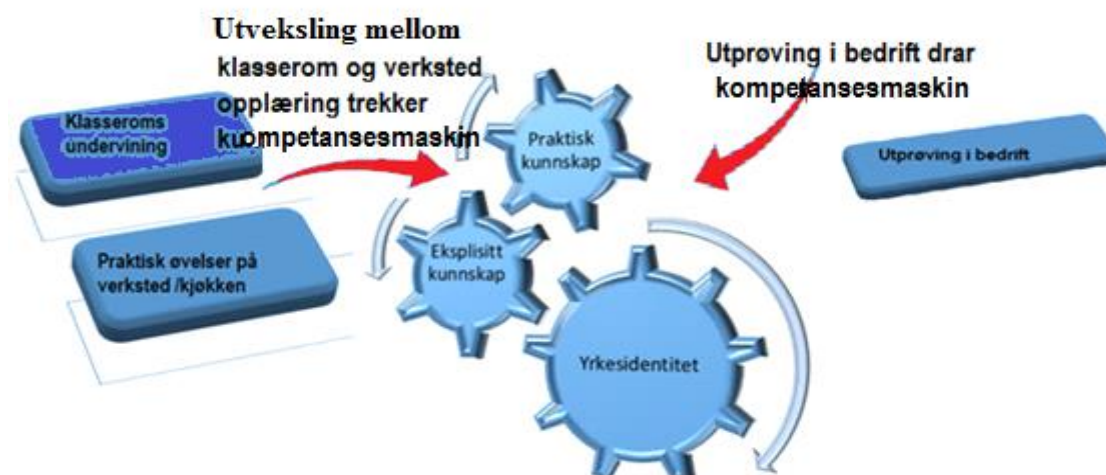 Utveksling mellom
klasserom og verksted
opplæring trekker
kuompetansesmaskin
Utprøving i bedrift drar
kompetansesmaskin
Klasseroms
undervining
Praktisk øvelser på
verksted /kjøkken
Praktisk
kunnskap
Eksplisitt
kunnskap
Yrkesidentitet
Utprøving i bedrift